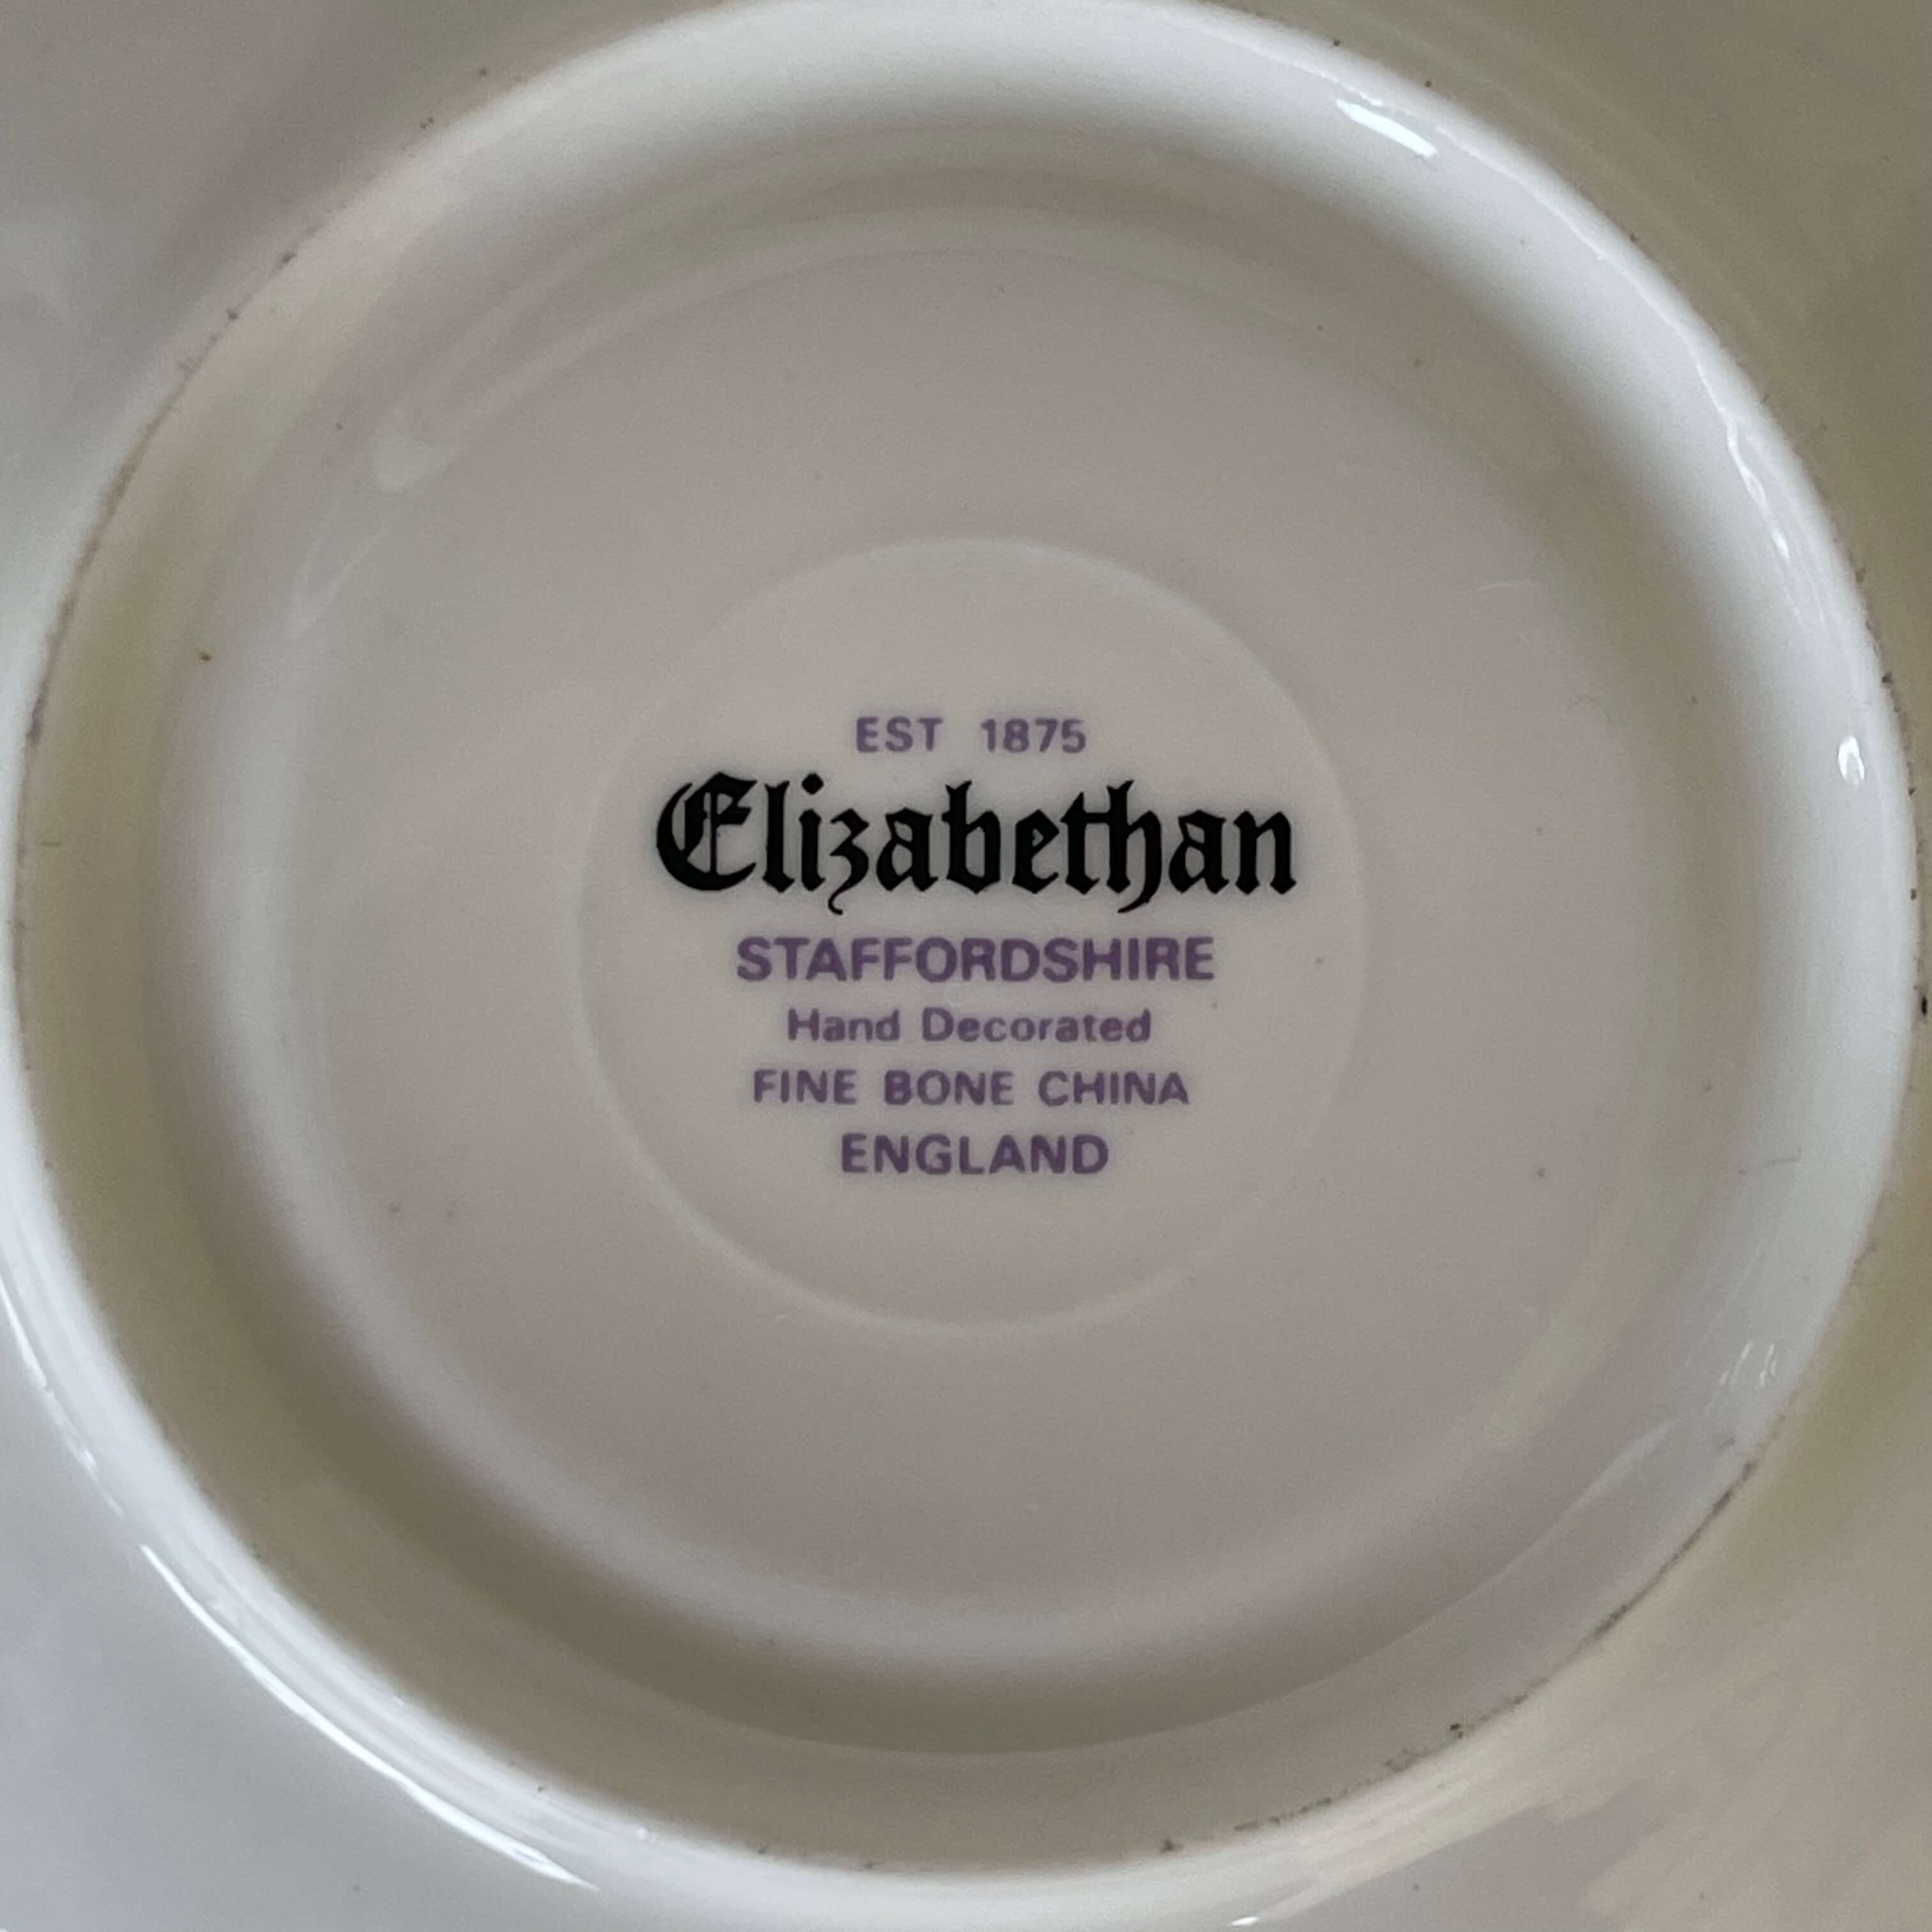 EST 1875
Elizabethan
STAFFORDSHIRE
Hand Decorated
FINE BONE CHINA
ENGLAND